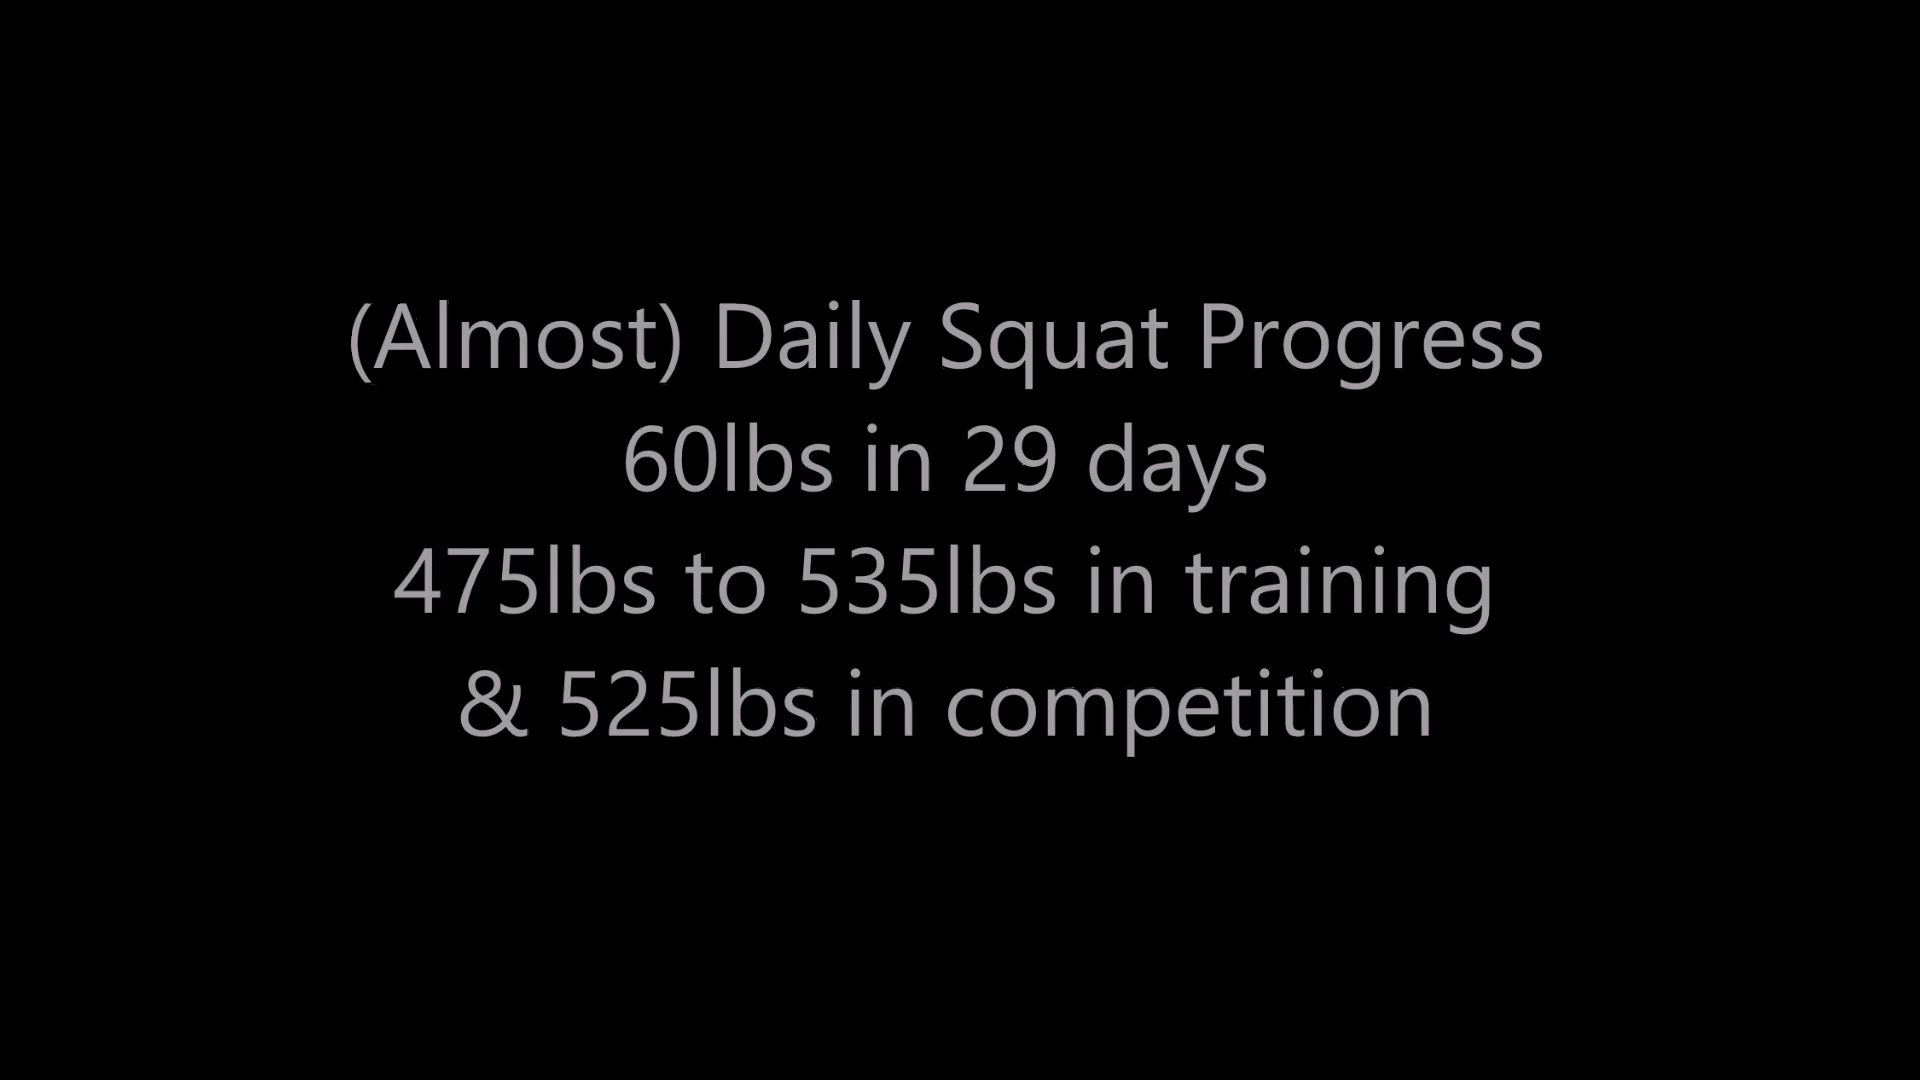 (Almost) Daily Squat Progress
60lbs in 29 days
475lbs to 535lbs in training
& 525lbs in competition